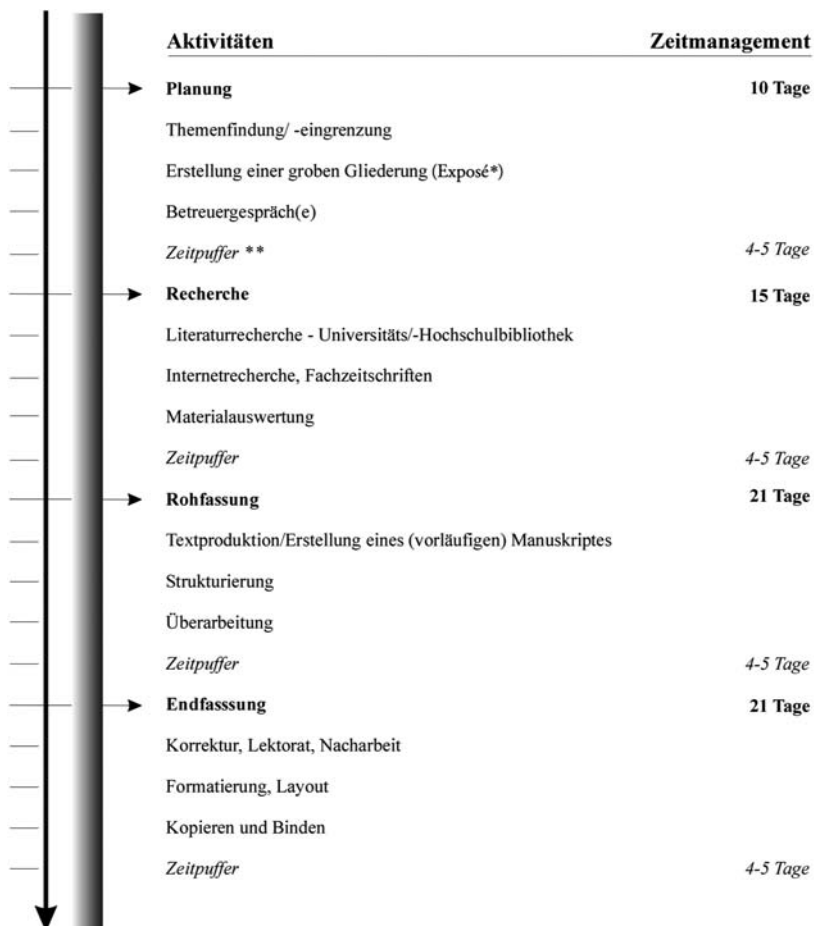 Aktivitäten Zeitmanagement
Planung 10 Tage
Themenfindung/ -eingrenzung
Erstellung einer groben Gliederung (Exposé*)
Betreuergespräch(e)
Zeitpuffer ** 4-5 Tage
Recherche 15 Tage
Literaturrecherche - Universitäts/-Hochschulbibliothek
Internetrecherche, Fachzeitschriften
Materialauswertung
Zeitpuffer 4-5 Tage
Rohfassung 21 Tage
Textproduktion/Erstellung eines (vorläufigen) Manuskriptes
Strukturierung
Überarbeitung
Zeitpuffer 4-5 Tage
Endfasssung 21 Tage
Korrektur, Lektorat, Nacharbeit
Formatierung, Layout
Kopieren und Binden
Zeitpuffer 4-5 Tage